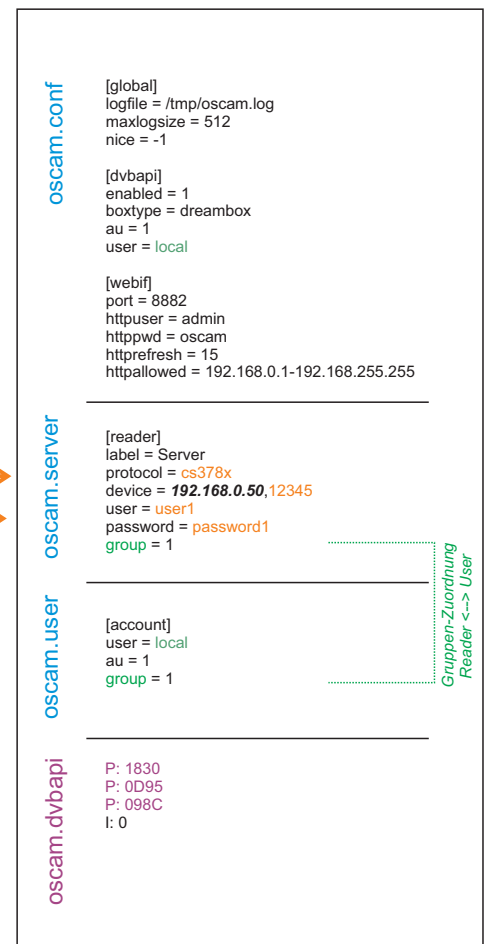 oscam.conf
[global]
logfile = /tmp/oscam.log
maxlogsize = 512
nice = -1
[dvbapi]
enabled = 1
boxtype = dreambox
au = 1
user = local
[webif]
port = 8882
httpuser = admin
httppwd = oscam
httprefresh = 15
httpallowed = 192.168.0.1-192.168.255.255
oscam.server
[reader]
label = Server
protocol = cs378x
device = 192.168.0.50,12345
user = user1
password = password1
group = 1
Gruppen-Zuordnung
Reader <--> User
oscam.user
[account]
user = local
au = 1
group = 1
oscam.dvbapi
P: 1830
P: 0D95
P: 098C
I: 0